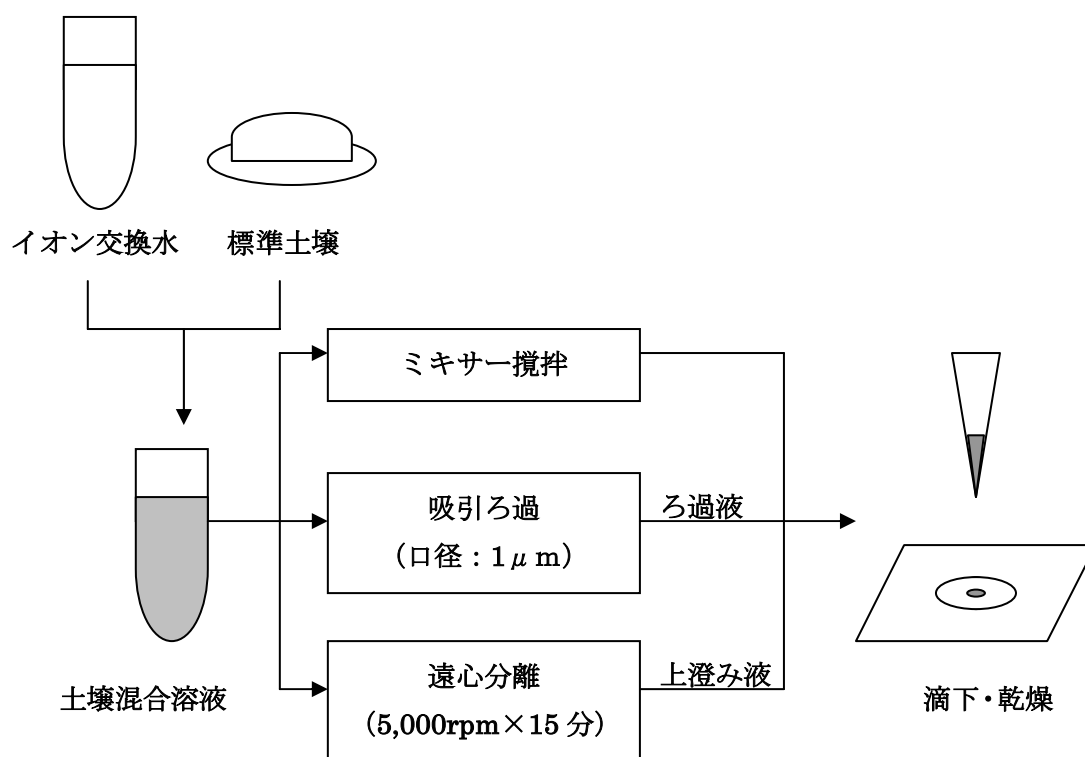 イオン交換水
標準土壌
ミキサー攪拌
吸引ろ過
（口径：1μm）
ろ過液
遠心分離
（5,000rpm×15分）
上澄み液
土壌混合溶液
滴下・乾燥